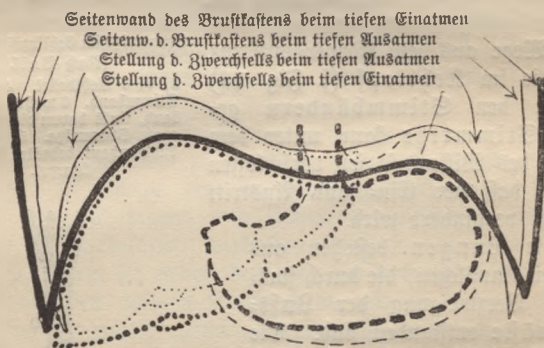 Seitenwand des Brustkastens beim tiefen Einatmen
Seitenw. d. Brustkastens beim tiefen Ausatmen
Stellung d. Zwerchfells beim tiefen Ausatmen
Stellung d. Zwerchfells beim tiefen Einatmen